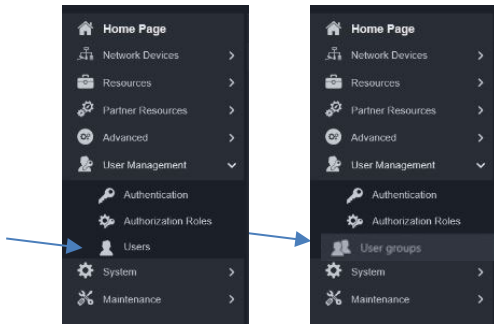 Home Page
Network Devices
Resources
Partner Resources
Advanced
User Management
Authentication
Authorization Roles
Users
System
Maintenance
Home Page
Network Devices
Resources
Partner Resources
Advanced
User Management
Authentication
Authorization Roles
User groups
System
Maintenance